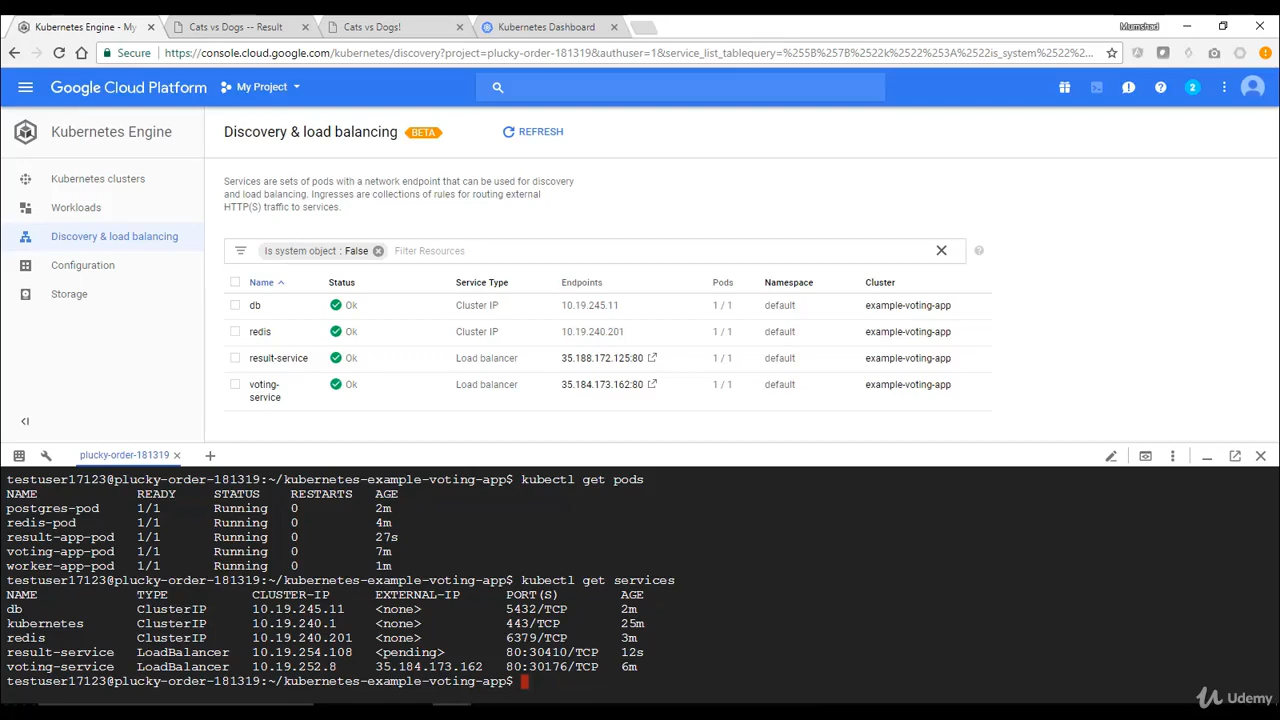 Kubernetes Engine - My
Cats vs Dogs -- Result
Cats vs Dogs!
Kubernetes Dashboard
Mumshad
Secure
https://console.cloud.google.com/kubernetes/discovery?project=plucky-order-181319&authuser=1&service_list_tablequery=%255B%257B%2522k%2522%253A%2522is_system%2522%2...
Google Cloud Platform
My Project
2
Kubernetes Engine
Discovery & load balancing
BETA
REFRESH
Kubernetes clusters
Workloads
Discovery & load balancing
Configuration
Storage
Services are sets of pods with a network endpoint that can be used for discovery
and load balancing. Ingresses are collections of rules for routing external
HTTP(S) traffic to services.
Is system object : False
Filter Resources
Name Status Service Type Endpoints Pods Namespace Cluster
db Ok Cluster IP 10.19.245.11 1 / 1 default example-voting-app
redis Ok Cluster IP 10.19.240.201 1 / 1 default example-voting-app
result-service Ok Load balancer 35.188.172.125:80 1 / 1 default example-voting-app
voting-service Ok Load balancer 35.184.173.162:80 1 / 1 default example-voting-app
plucky-order-181319
testuser17123@plucky-order-181319:~/kubernetes-example-voting-app$ kubectl get pods
NAME READY STATUS RESTARTS AGE
postgres-pod 1/1 Running 0 2m
redis-pod 1/1 Running 0 4m
result-app-pod 1/1 Running 0 27s
voting-app-pod 1/1 Running 0 7m
worker-app-pod 1/1 Running 0 1m
testuser17123@plucky-order-181319:~/kubernetes-example-voting-app$ kubectl get services
NAME TYPE CLUSTER-IP EXTERNAL-IP PORT(S) AGE
db ClusterIP 10.19.245.11 <none> 5432/TCP 2m
kubernetes ClusterIP 10.19.240.1 <none> 443/TCP 25m
redis ClusterIP 10.19.240.201 <none> 6379/TCP 3m
result-service LoadBalancer 10.19.254.108 <pending> 80:30410/TCP 12s
voting-service LoadBalancer 10.19.252.8 35.184.173.162 80:30176/TCP 6m
testuser17123@plucky-order-181319:~/kubernetes-example-voting-app$
Udemy